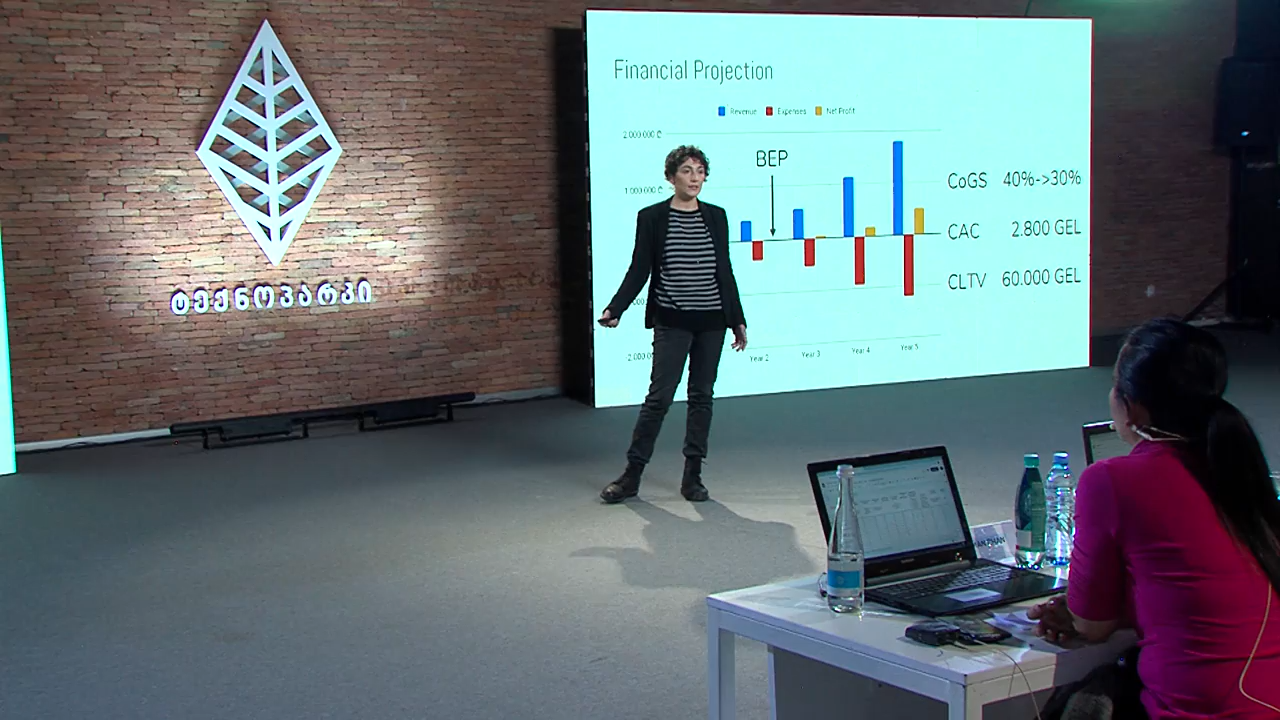 ტექნოპარკი
Financial Projection
Revenue Expenses Net Profit
2.000.000 ₾
BEP
1.000.000 ₾
CoGS 40%->30%
CAC 2.800 GEL
CLTV 60.000 GEL
Year 2 Year 3 Year 4 Year 5